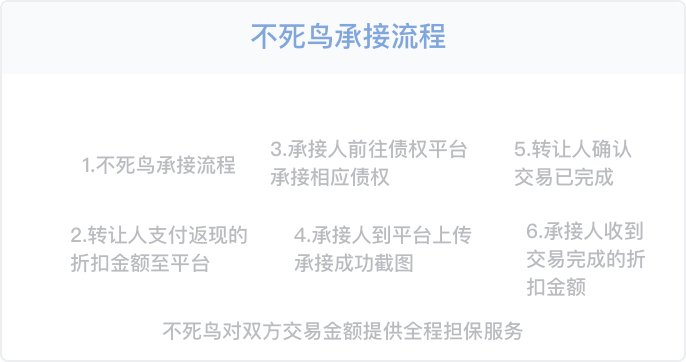 不死鸟承接流程
1.不死鸟承接流程
2.转让人支付返现的
折扣金额至平台
3.承接人前往债权平台
承接相应债权
4.承接人到平台上传
承接成功截图
5.转让人确认
交易已完成
6.承接人收到
交易完成的折
扣金额
不死鸟对双方交易金额提供全程担保服务